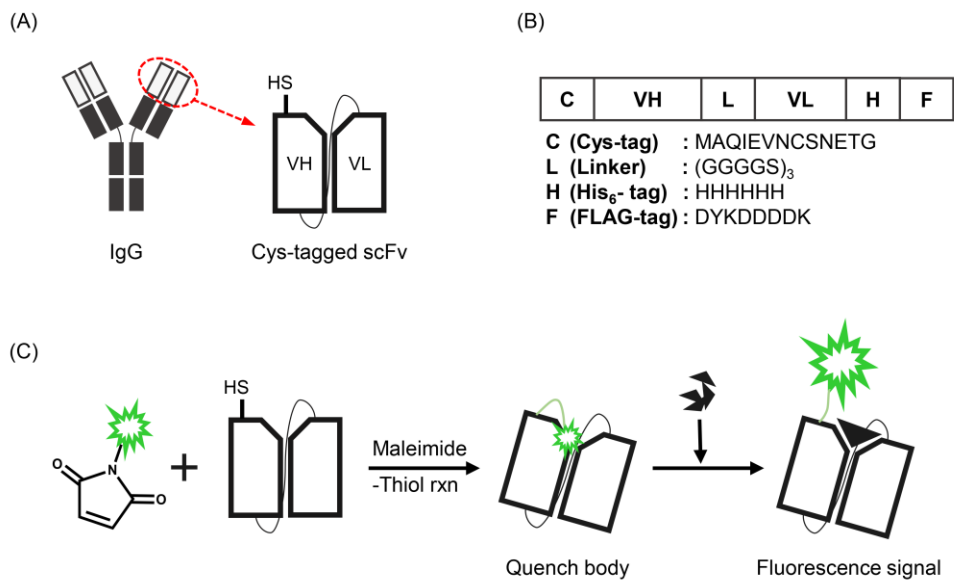 (A)
HS
VH
VL
IgG
Cys-tagged scFv
(B)
C VH L VL H F
C (Cys-tag) : MAQIEVNCSNETG
L (Linker) : (GGGGS)₃
H (His₆- tag) : HHHHHH
F (FLAG-tag) : DYKDDDDK
(C)
O
N
O
HS
Maleimide
-Thiol rxn
Quench body
Fluorescence signal